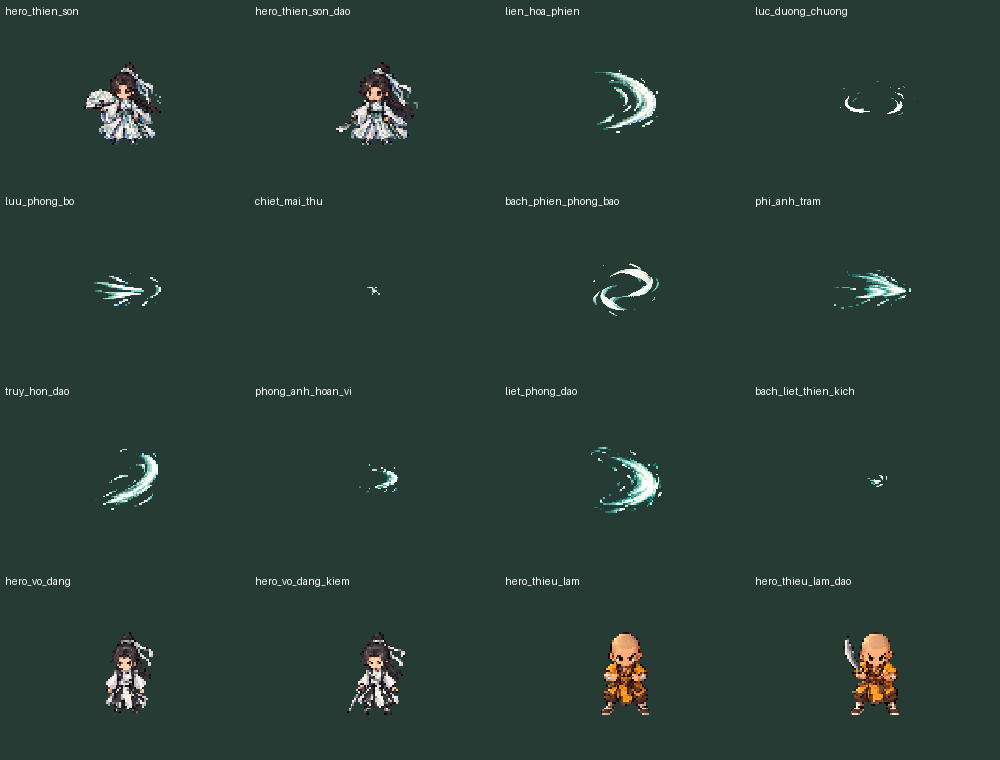 hero_thien_son
hero_thien_son_dao
lien_hoa_phien
luc_duong_chuong
luu_phong_bo
chiet_mai_thu
bach_phien_phong_bao
phi_anh_tram
truy_hon_dao
phong_anh_hoan_vi
liet_phong_dao
bach_liet_thien_kich
hero_vo_dang
hero_vo_dang_kiem
hero_thieu_lam
hero_thieu_lam_dao